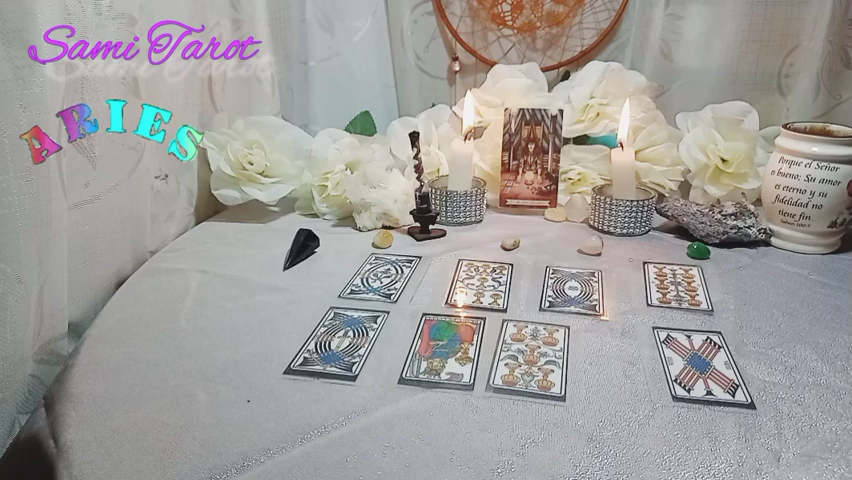 Sami Tarot
ARIES
Porque el Señor
es bueno; Su amor
es eterno y su
fidelidad no
tiene fin.